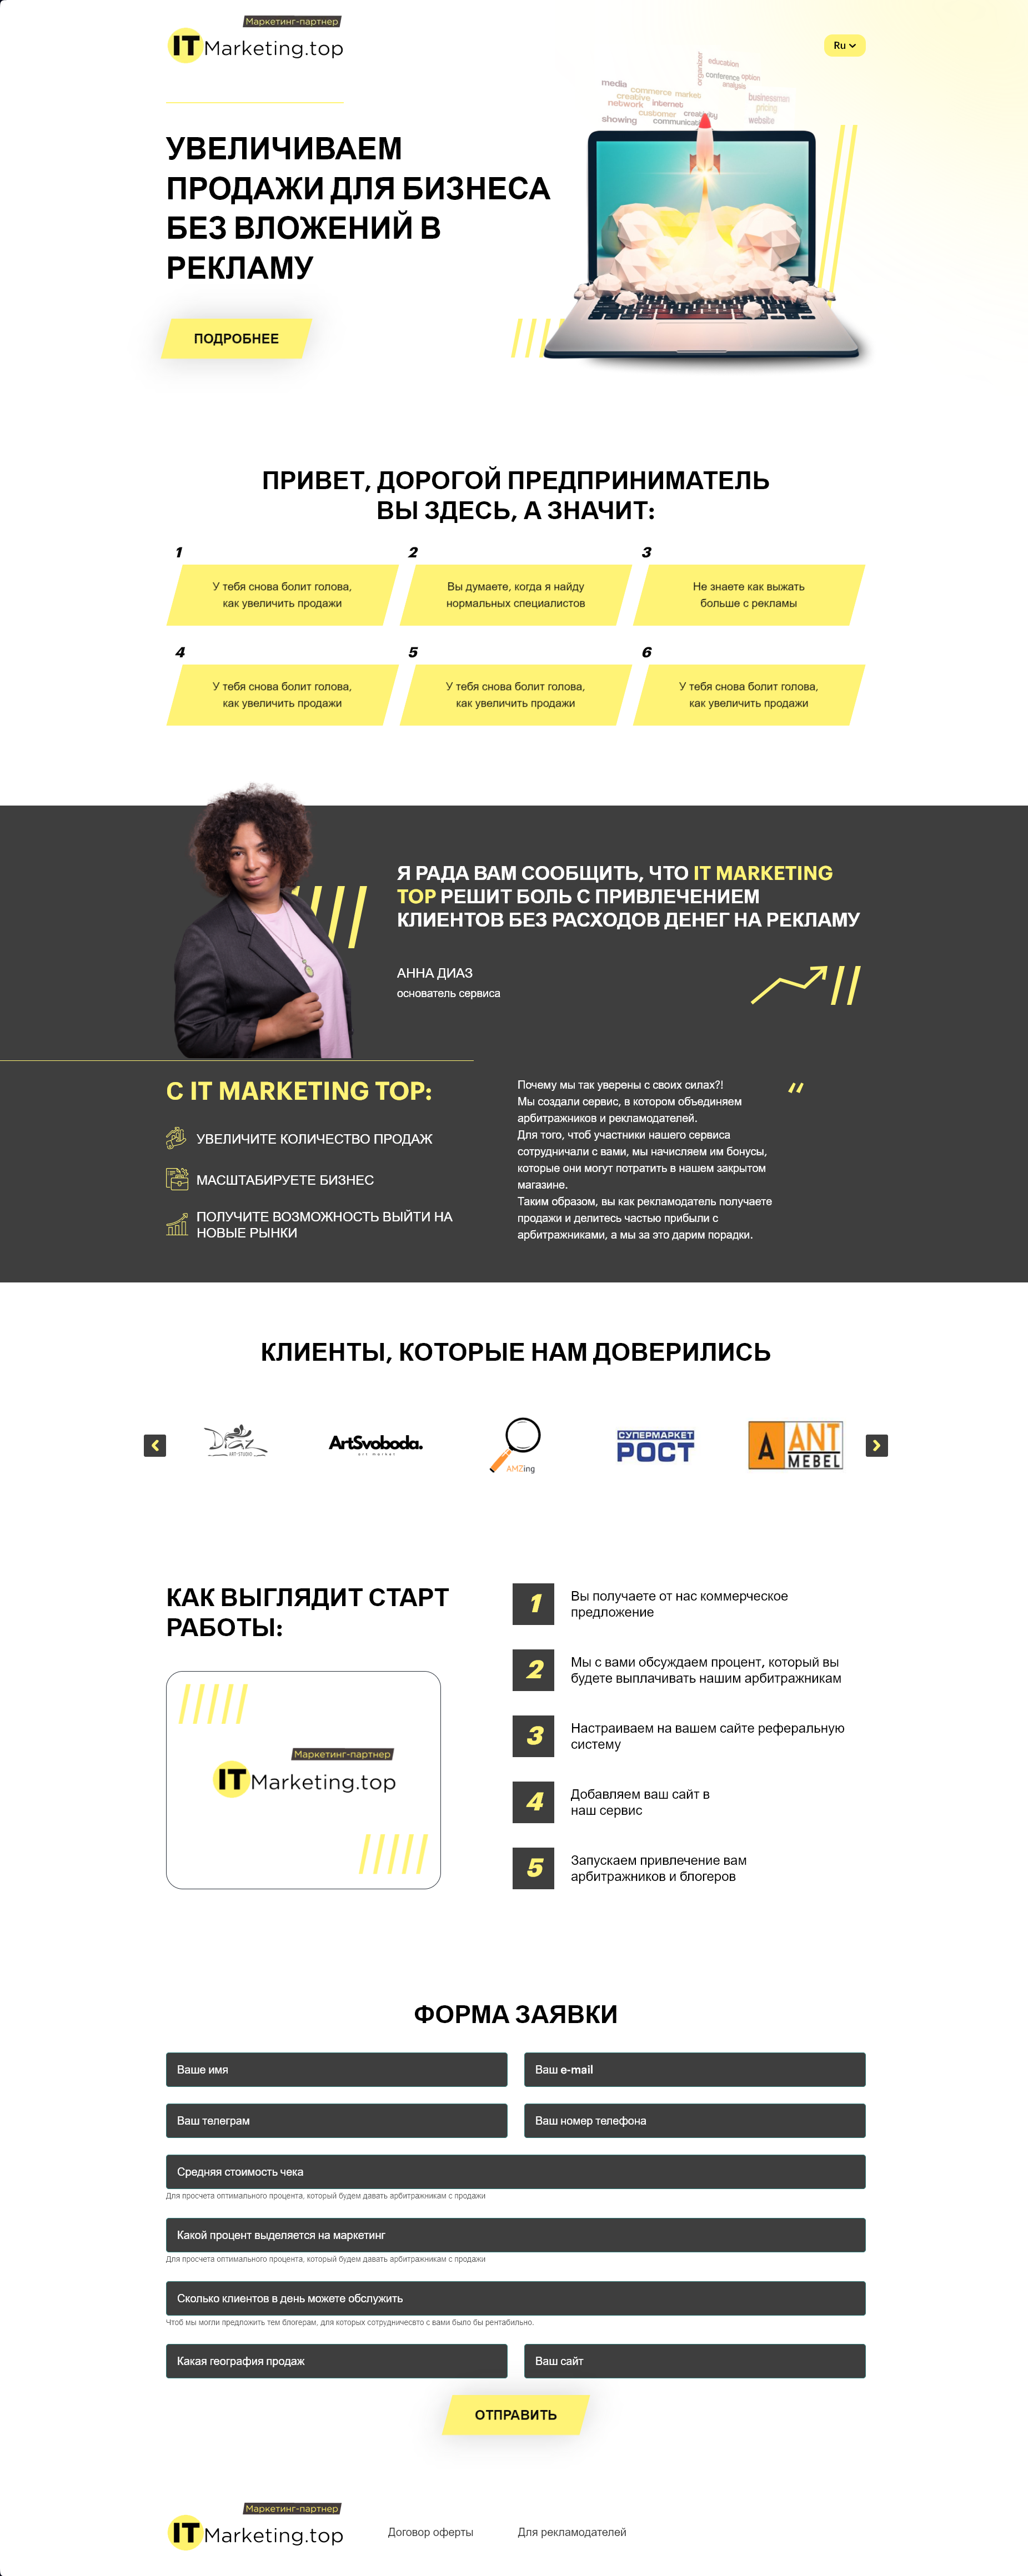 Маркетинг-партнер
ITMarketing.top
Ru
organizer
education
conference option
analysis
media
commerce market
creative
network internet
customer creativity
showing communication
businessmen
pricing
website
УВЕЛИЧИВАЕМ
ПРОДАЖИ ДЛЯ БИЗНЕСА
БЕЗ ВЛОЖЕНИЙ В
РЕКЛАМУ
ПОДРОБНЕЕ
ПРИВЕТ, ДОРОГОЙ ПРЕДПРИНИМАТЕЛЬ
ВЫ ЗДЕСЬ, А ЗНАЧИТ:
1
У тебя снова болит голова,
как увеличить продажи
2
Вы думаете, когда я найду
нормальных специалистов
3
Не знаете как выжать
больше с рекламы
4
У тебя снова болит голова,
как увеличить продажи
5
У тебя снова болит голова,
как увеличить продажи
6
У тебя снова болит голова,
как увеличить продажи
Я РАДА ВАМ СООБЩИТЬ, ЧТО IT MARKETING
TOP РЕШИТ БОЛЬ С ПРИВЛЕЧЕНИЕМ
КЛИЕНТОВ БЕЗ РАСХОДОВ ДЕНЕГ НА РЕКЛАМУ
АННА ДИАЗ
основатель сервиса
С IT MARKETING TOP:
УВЕЛИЧИТЕ КОЛИЧЕСТВО ПРОДАЖ
МАСШТАБИРУЕТЕ БИЗНЕС
ПОЛУЧИТЕ ВОЗМОЖНОСТЬ ВЫЙТИ НА
НОВЫЕ РЫНКИ
Почему мы так уверены с своих силах?!
Мы создали сервис, в котором объединяем
арбитражников и рекламодателей.
Для того, чтоб участники нашего сервиса
сотрудничали с вами, мы начисляем им бонусы,
которые они могут потратить в нашем закрытом
магазине.
Таким образом, вы как рекламодатель получаете
продажи и делитесь частью прибыли с
арбитражниками, а мы за это дарим порадки.
КЛИЕНТЫ, КОТОРЫЕ НАМ ДОВЕРИЛИСЬ
Diaz
ART-STUDIO
ArtSvoboda.
art market
AMZing
СУПЕРМАРКЕТ
РОСТ
A ANT
MEBEL
КАК ВЫГЛЯДИТ СТАРТ
РАБОТЫ:
Маркетинг-партнер
ITMarketing.top
1
Вы получаете от нас коммерческое
предложение
2
Мы с вами обсуждаем процент, который вы
будете выплачивать нашим арбитражникам
3
Настраиваем на вашем сайте реферальную
систему
4
Добавляем ваш сайт в
наш сервис
5
Запускаем привлечение вам
арбитражников и блогеров
ФОРМА ЗАЯВКИ
Ваше имя
Ваш e-mail
Ваш телеграм
Ваш номер телефона
Средняя стоимость чека
Для просчета оптимального процента, который будем давать арбитражникам с продажи
Какой процент выделяется на маркетинг
Для просчета оптимального процента, который будем давать арбитражникам с продажи
Сколько клиентов в день можете обслужить
Чтоб мы могли предложить тем блогерам, для которых сотрудничесвто с вами было бы рентабильно.
Какая география продаж
Ваш сайт
ОТПРАВИТЬ
Маркетинг-партнер
ITMarketing.top
Договор оферты
Для рекламодателей